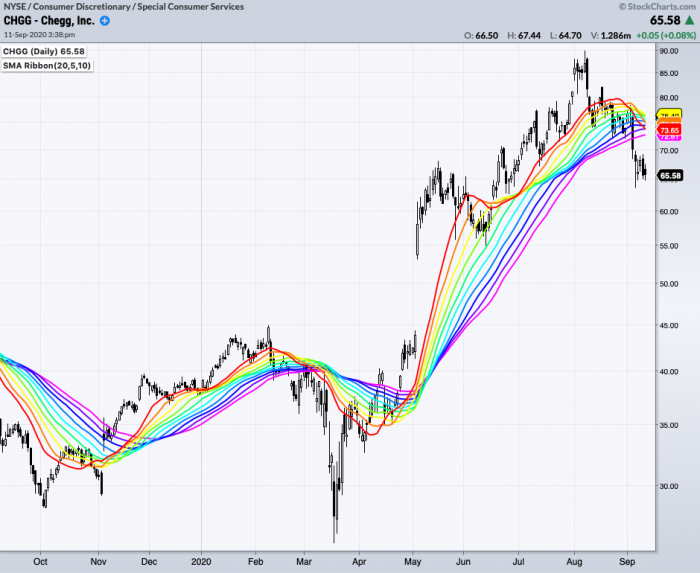 NYSE / Consumer Discretionary / Special Consumer Services
© StockCharts.com
CHGG - Chegg, Inc.
65.58 ▲
11-Sep-2020 3:38pm
O: 66.50 H: 67.44 L: 64.70 V: 1.286m +0.05 (+0.08%)
CHGG (Daily) 65.58
SMA Ribbon(20,5,10)
90.00
85.00
80.00
73.65
70.00
65.58
60.00
55.00
50.00
45.00
40.00
35.00
30.00
Oct Nov Dec 2020 Feb Mar Apr May Jun Jul Aug Sep